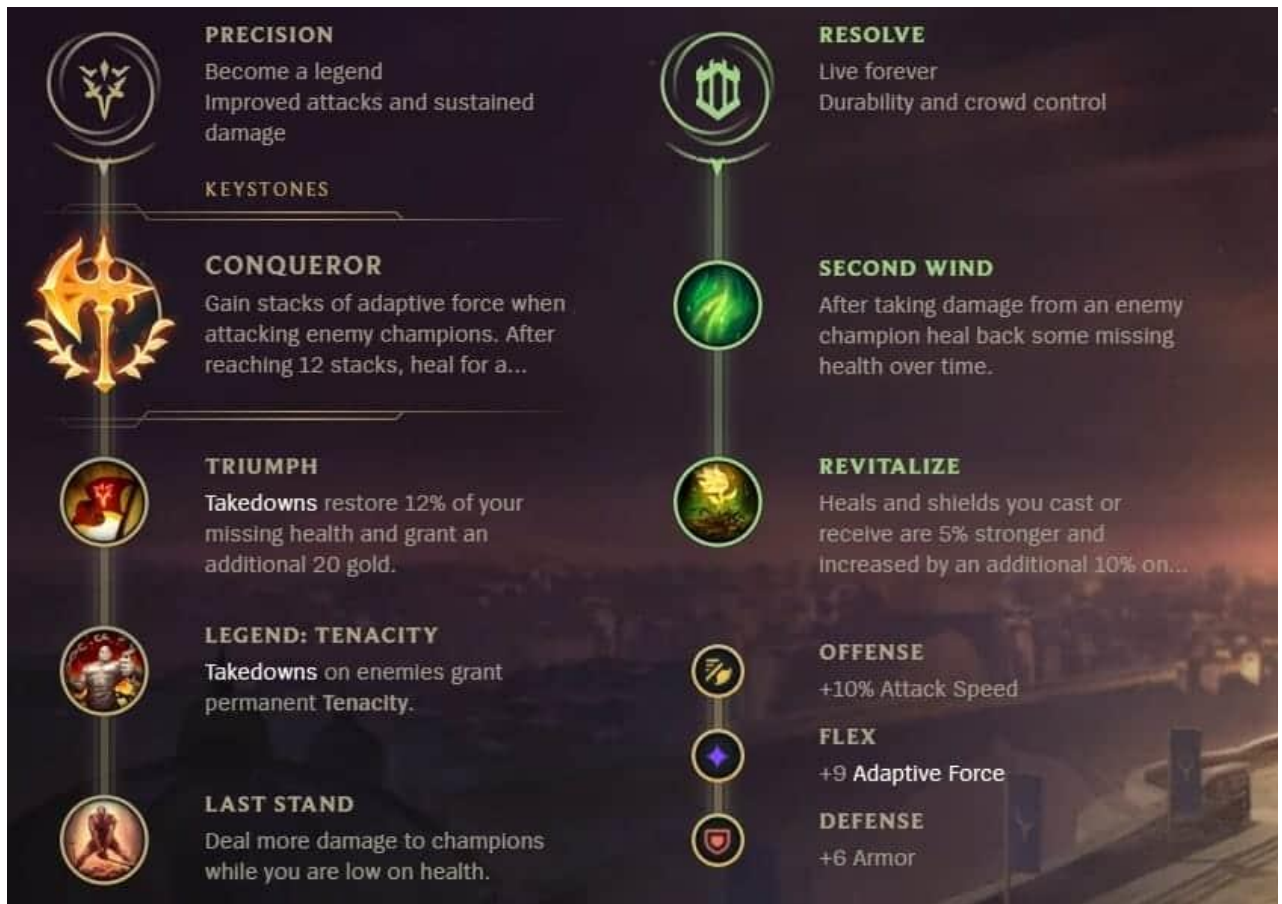 PRECISION
Become a legend
Improved attacks and sustained
damage
KEYSTONES
CONQUEROR
Gain stacks of adaptive force when
attacking enemy champions. After
reaching 12 stacks, heal for a...
TRIUMPH
Takedowns restore 12% of your
missing health and grant an
additional 20 gold.
LEGEND: TENACITY
Takedowns on enemies grant
permanent Tenacity.
LAST STAND
Deal more damage to champions
while you are low on health.
RESOLVE
Live forever
Durability and crowd control
SECOND WIND
After taking damage from an enemy
champion heal back some missing
health over time.
REVITALIZE
Heals and shields you cast or
receive are 5% stronger and
increased by an additional 10% on...
OFFENSE
+10% Attack Speed
FLEX
+9 Adaptive Force
DEFENSE
+6 Armor